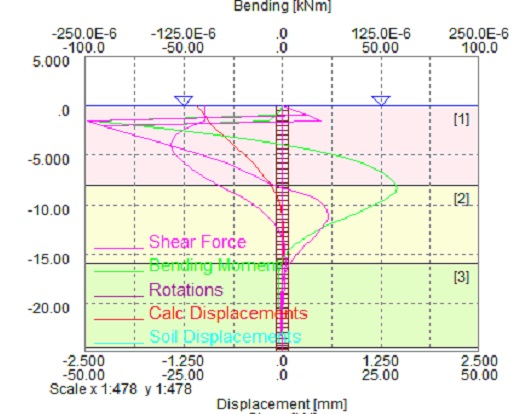 Bending [kNm]
-250.0E-6 -125.0E-6 .0 125.0E-6 250.0E-6
-100.0 -50.00 .0 50.00 100.0
5.000
.0
[1]
-5.000
[2]
-10.00
Shear Force
-15.00
Bending Moment
[3]
Rotations
-20.00
Calc Displacements
Soil Displacements
-2.500 -1.250 .0 1.250 2.500
-50.00 -25.00 .0 25.00 50.00
Scale x 1:478 y 1:478
Displacement [mm]